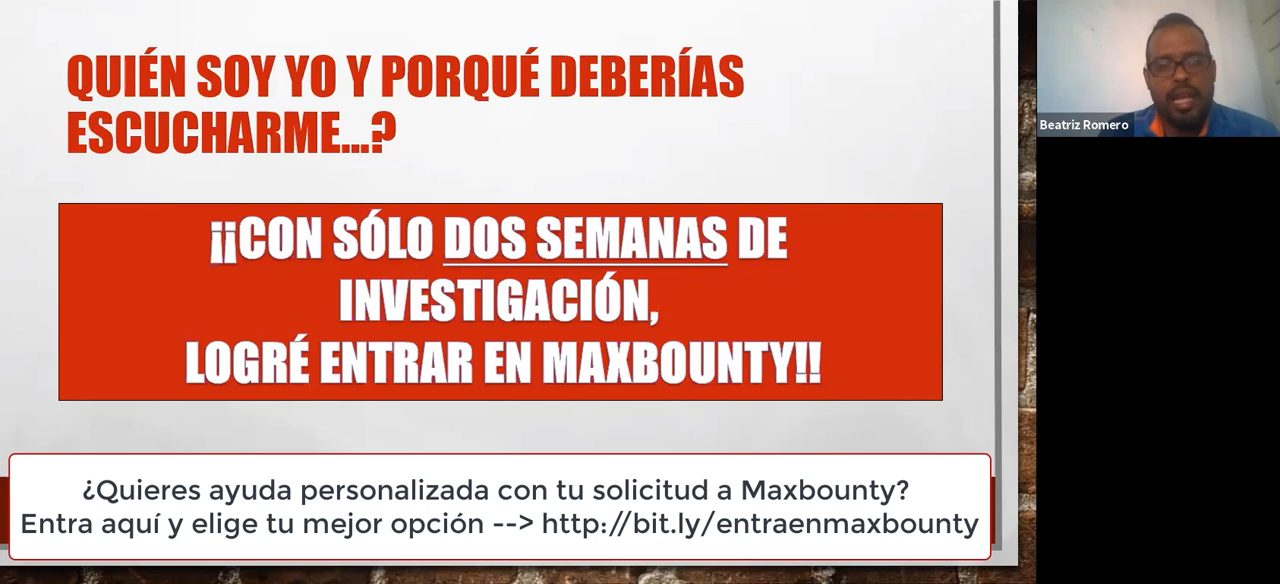 QUIÉN SOY YO Y PORQUÉ DEBERÍAS
ESCUCHARME...?
¡¡CON SÓLO DOS SEMANAS DE
INVESTIGACIÓN,
LOGRÉ ENTRAR EN MAXBOUNTY!!
¿Quieres ayuda personalizada con tu solicitud a Maxbounty?
Entra aquí y elige tu mejor opción --> http://bit.ly/entraenmaxbounty
Beatriz Romero